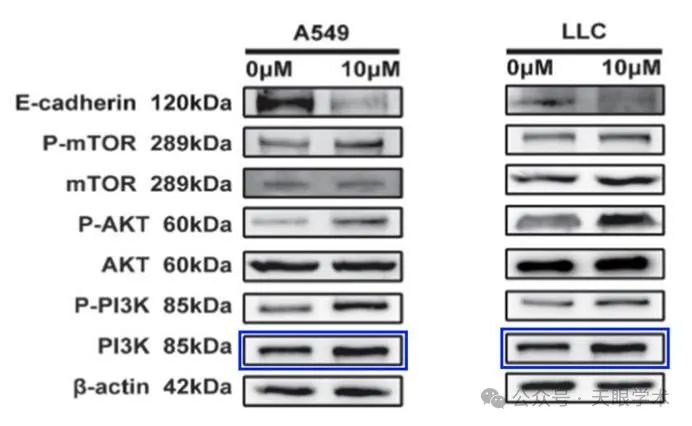 A549 LLC
0μM 10μM 0μM 10μM
E-cadherin 120kDa
P-mTOR 289kDa
mTOR 289kDa
P-AKT 60kDa
AKT 60kDa
P-PI3K 85kDa
PI3K 85kDa
β-actin 42kDa
公众号 · 天眼学术